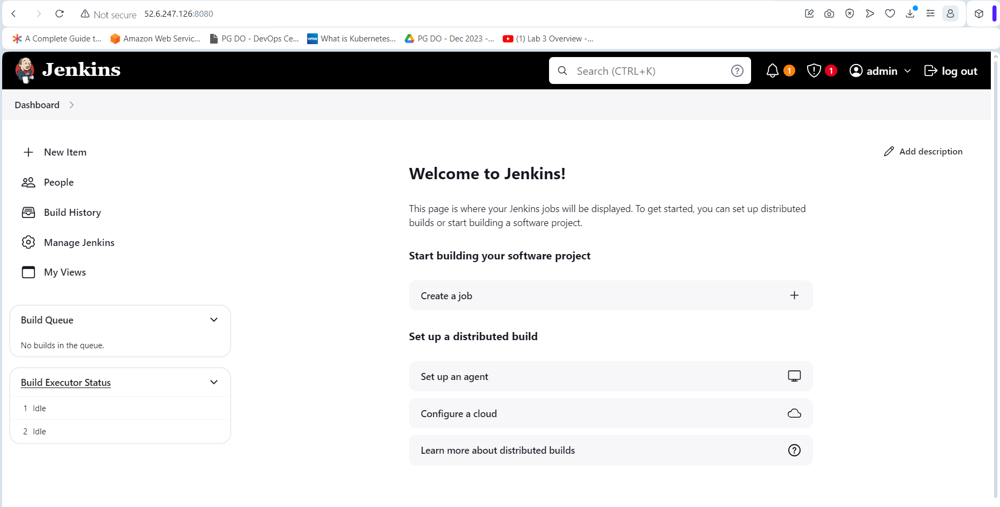 Not secure 52.6.247.126:8080
A Complete Guide t... Amazon Web Servic... PG DO - DevOps Ce... vmw What is Kubernetes... PG DO - Dec 2023 -... (1) Lab 3 Overview -...
Jenkins Search (CTRL+K) ? 1 1 admin log out
Dashboard
New Item
People
Build History
Manage Jenkins
My Views
Build Queue
No builds in the queue.
Build Executor Status
1 Idle
2 Idle
Add description
Welcome to Jenkins!
This page is where your Jenkins jobs will be displayed. To get started, you can set up distributed
builds or start building a software project.
Start building your software project
Create a job
Set up a distributed build
Set up an agent
Configure a cloud
Learn more about distributed builds ?